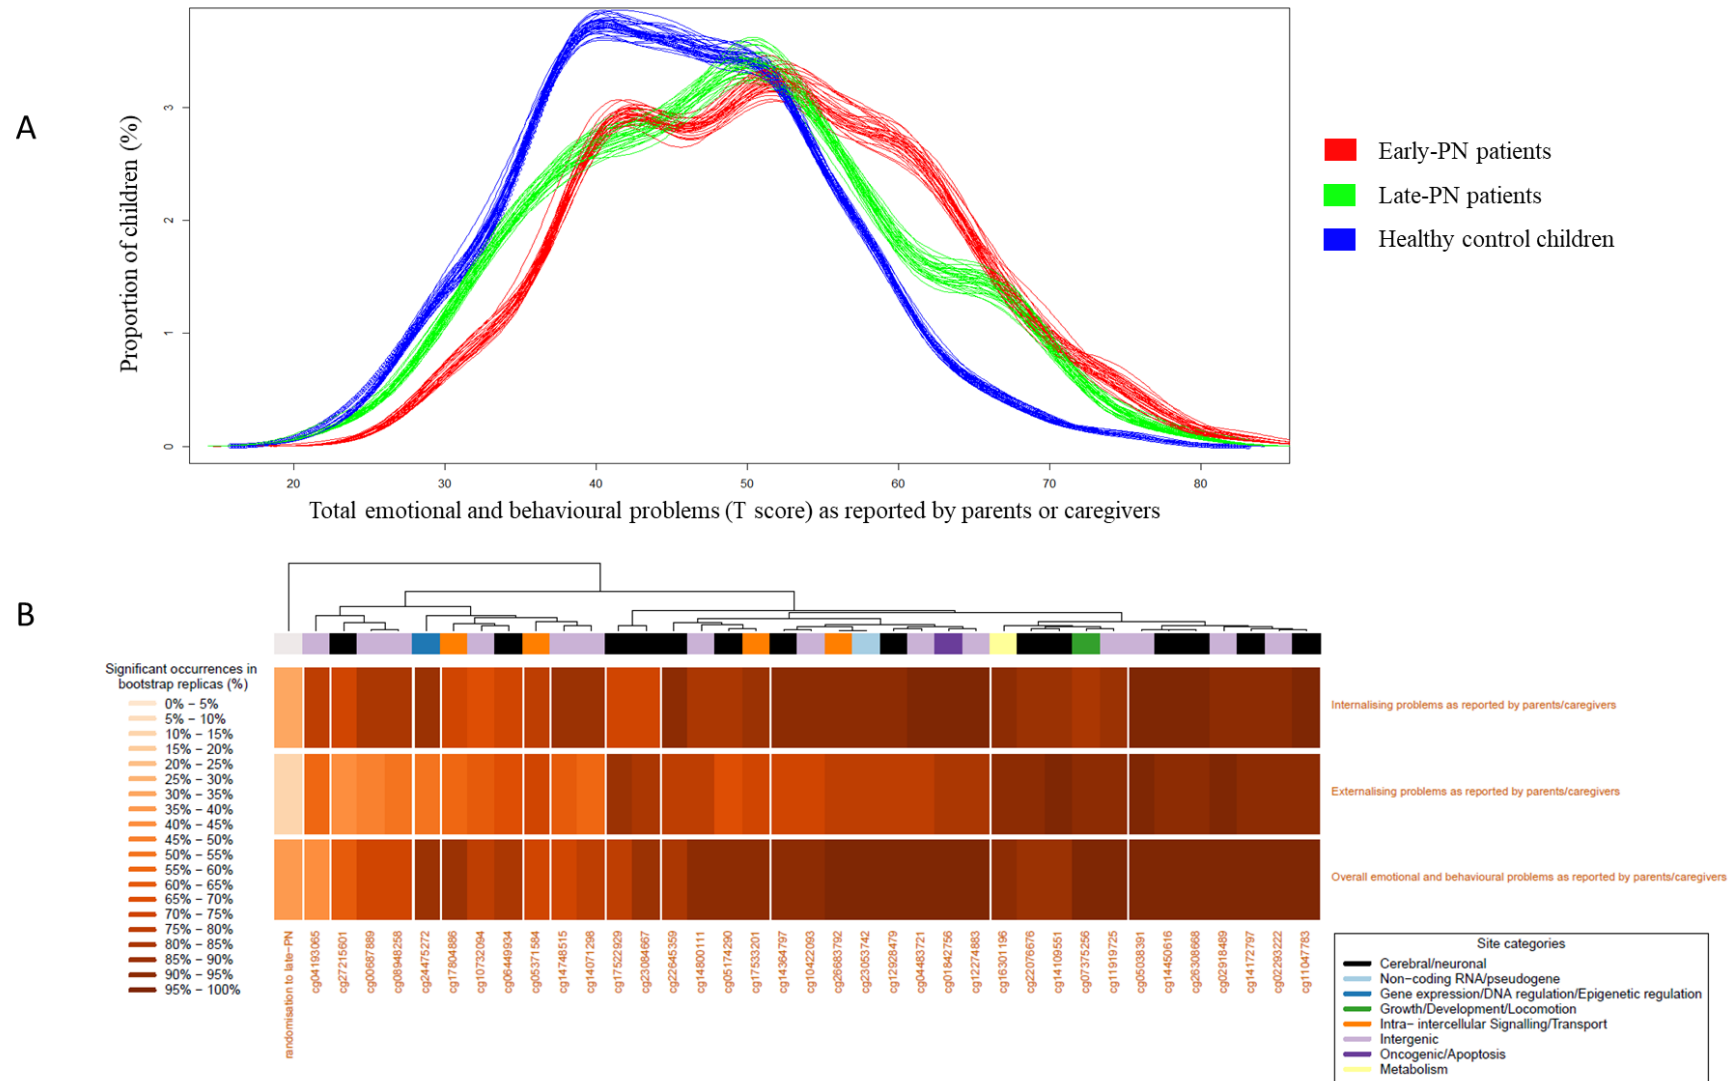 A
Proportion of children (%)
3
2
1
0
20 30 40 50 60 70 80
Total emotional and behavioural problems (T score) as reported by parents or caregivers
Early-PN patients
Late-PN patients
Healthy control children
B
Significant occurrences in
bootstrap replicas (%)
0% − 5%
5% − 10%
10% − 15%
15% − 20%
20% − 25%
25% − 30%
30% − 35%
35% − 40%
40% − 45%
45% − 50%
50% − 55%
55% − 60%
60% − 65%
65% − 70%
70% − 75%
75% − 80%
80% − 85%
85% − 90%
90% − 95%
95% − 100%
Internalising problems as reported by parents/caregivers
Externalising problems as reported by parents/caregivers
Overall emotional and behavioural problems as reported by parents/caregivers
randomisation to late−PN
cg04193065
cg27215601
cg00687889
cg08948258
cg24475272
cg17804886
cg10732094
cg06449934
cg05371584
cg14748515
cg14071298
cg17522929
cg23084667
cg22645359
cg14800111
cg05174290
cg17533201
cg14364797
cg10422093
cg26683792
cg23053742
cg12928479
cg04483721
cg01842756
cg12274883
cg16301196
cg22076676
cg14109551
cg07375256
cg11919725
cg05038391
cg14450616
cg26308668
cg02918489
cg14172797
cg02293222
cg11047783
Site categories
Cerebral/neuronal
Non−coding RNA/pseudogene
Gene expression/DNA regulation/Epigenetic regulation
Growth/Development/Locomotion
Intra− intercellular Signalling/Transport
Intergenic
Oncogenic/Apoptosis
Metabolism